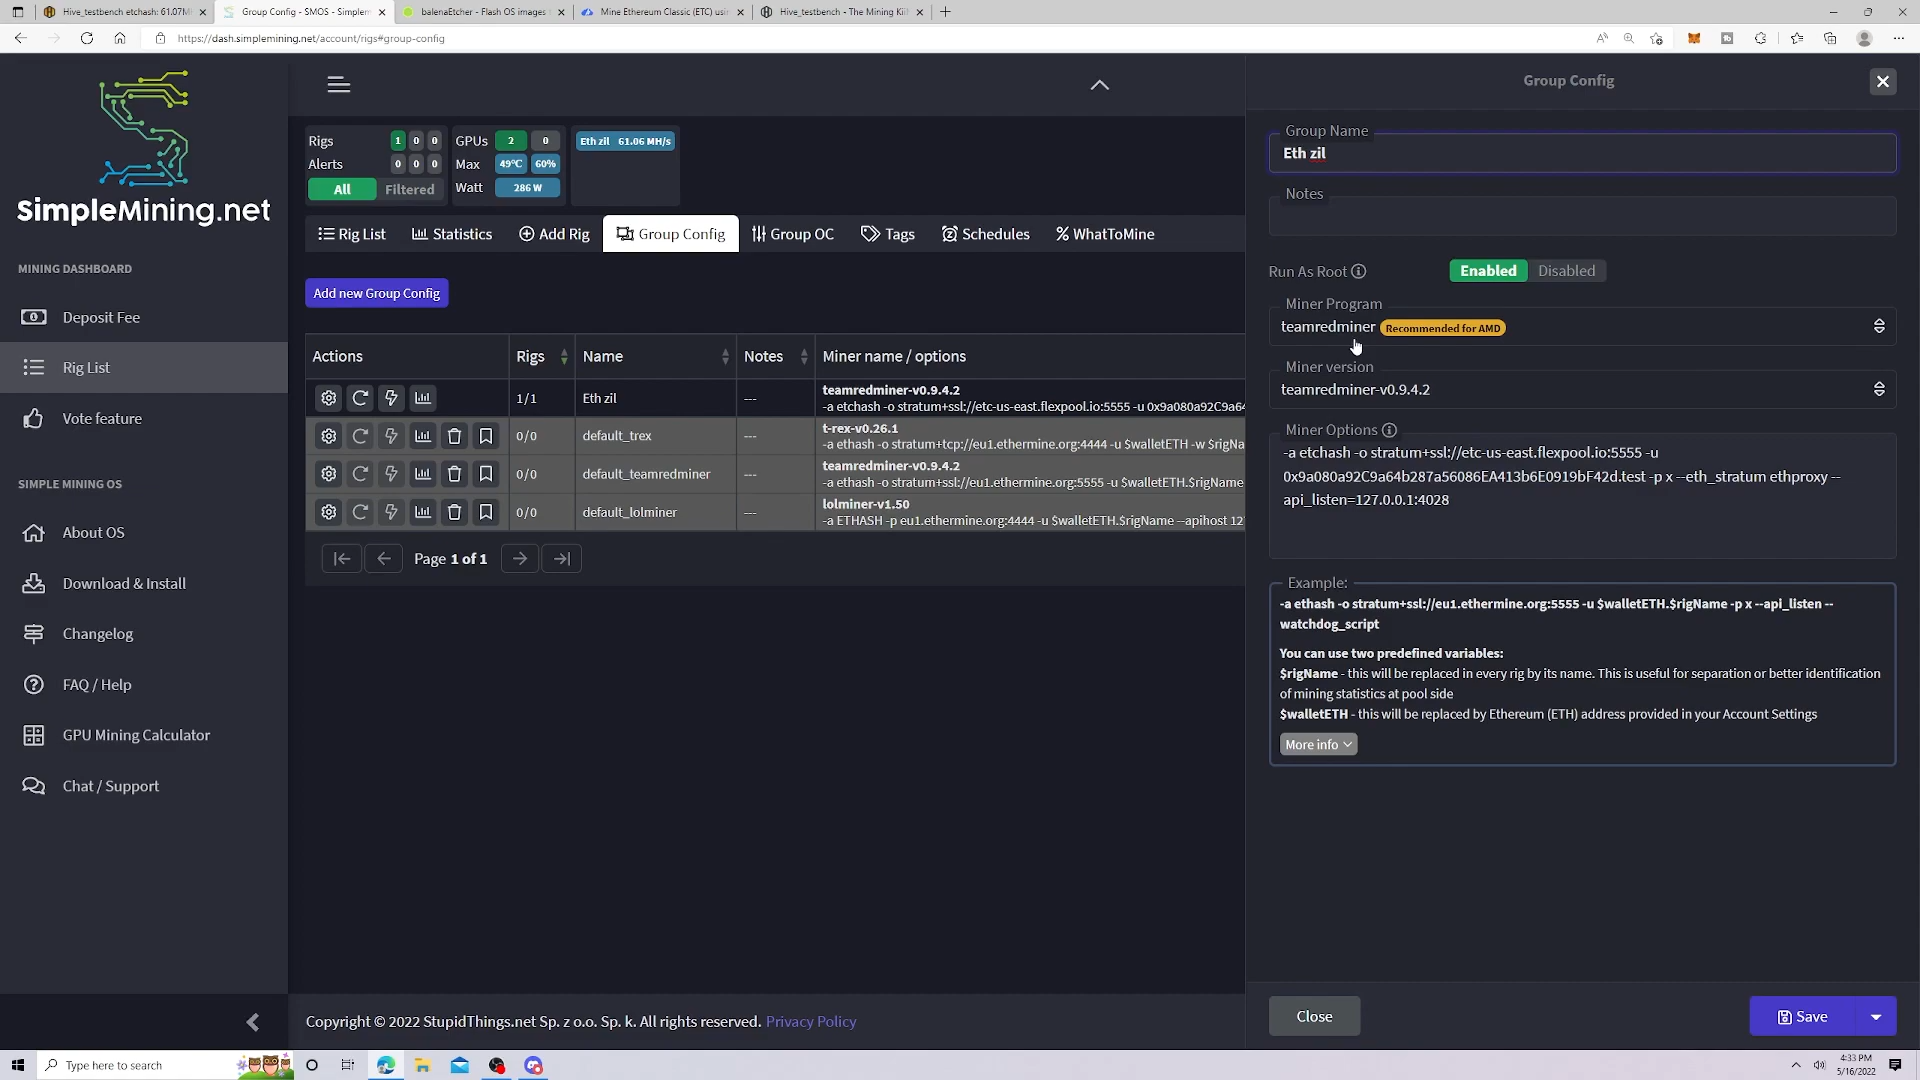 Hive_testbench etchash: 61.07M
Group Config - SMOS - Simplem
balenaEtcher - Flash OS images
Mine Ethereum Classic (ETC) usi
Hive_testbench - The Mining Kiil
https://dash.simplemining.net/account/rigs#group-config
SimpleMining.net
MINING DASHBOARD
Deposit Fee
Rig List
Vote feature
SIMPLE MINING OS
About OS
Download & Install
Changelog
FAQ / Help
GPU Mining Calculator
Chat / Support
Rigs 1 0 0
Alerts 0 0 0
All Filtered
GPUs 2 0
Max 49°C 60%
Watt 286 W
Eth zil 61.06 MH/s
Rig List Statistics Add Rig Group Config Group OC Tags Schedules WhatToMine
Add new Group Config
Actions Rigs Name Notes Miner name / options
1/1 Eth zil --- teamredminer-v0.9.4.2
-a etchash -o stratum+ssl://etc-us-east.flexpool.io:5555 -u 0x9a080a92C9a64
0/0 default_trex --- t-rex-v0.26.1
-a ethash -o stratum+tcp://eu1.ethermine.org:4444 -u $walletETH -w $rigNa
0/0 default_teamredminer --- teamredminer-v0.9.4.2
-a ethash -o stratum+ssl://eu1.ethermine.org:5555 -u $walletETH.$rigName
0/0 default_lolminer --- lolminer-v1.50
-a ETHASH -p eu1.ethermine.org:4444 -u $walletETH.$rigName --apihost 12
Page 1 of 1
Copyright © 2022 StupidThings.net Sp. z o.o. Sp. k. All rights reserved. Privacy Policy
Group Config
Group Name
Eth zil
Notes
Run As Root Enabled Disabled
Miner Program
teamredminer Recommended for AMD
Miner version
teamredminer-v0.9.4.2
Miner Options
-a etchash -o stratum+ssl://etc-us-east.flexpool.io:5555 -u
0x9a080a92C9a64b287a56086EA413b6E0919bF42d.test -p x --eth_stratum ethproxy --
api_listen=127.0.0.1:4028
Example:
-a ethash -o stratum+ssl://eu1.ethermine.org:5555 -u $walletETH.$rigName -p x --api_listen --
watchdog_script
You can use two predefined variables:
$rigName - this will be replaced in every rig by its name. This is useful for separation or better identification
of mining statistics at pool side
$walletETH - this will be replaced by Ethereum (ETH) address provided in your Account Settings
More info
Close Save
Type here to search
4:33 PM
5/16/2022